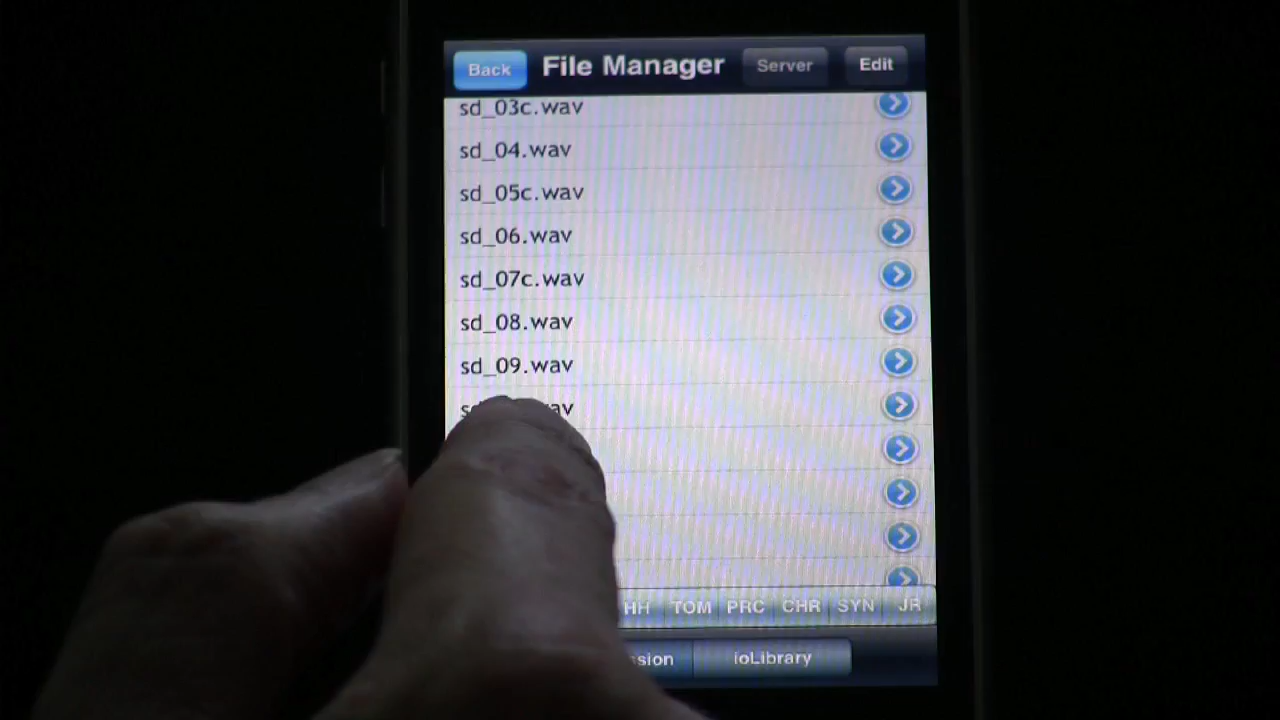 Back File Manager Server Edit
sd_03c.wav
sd_04.wav
sd_05c.wav
sd_06.wav
sd_07c.wav
sd_08.wav
sd_09.wav
HH TOM PRC CHR SYN JR
ioLibrary